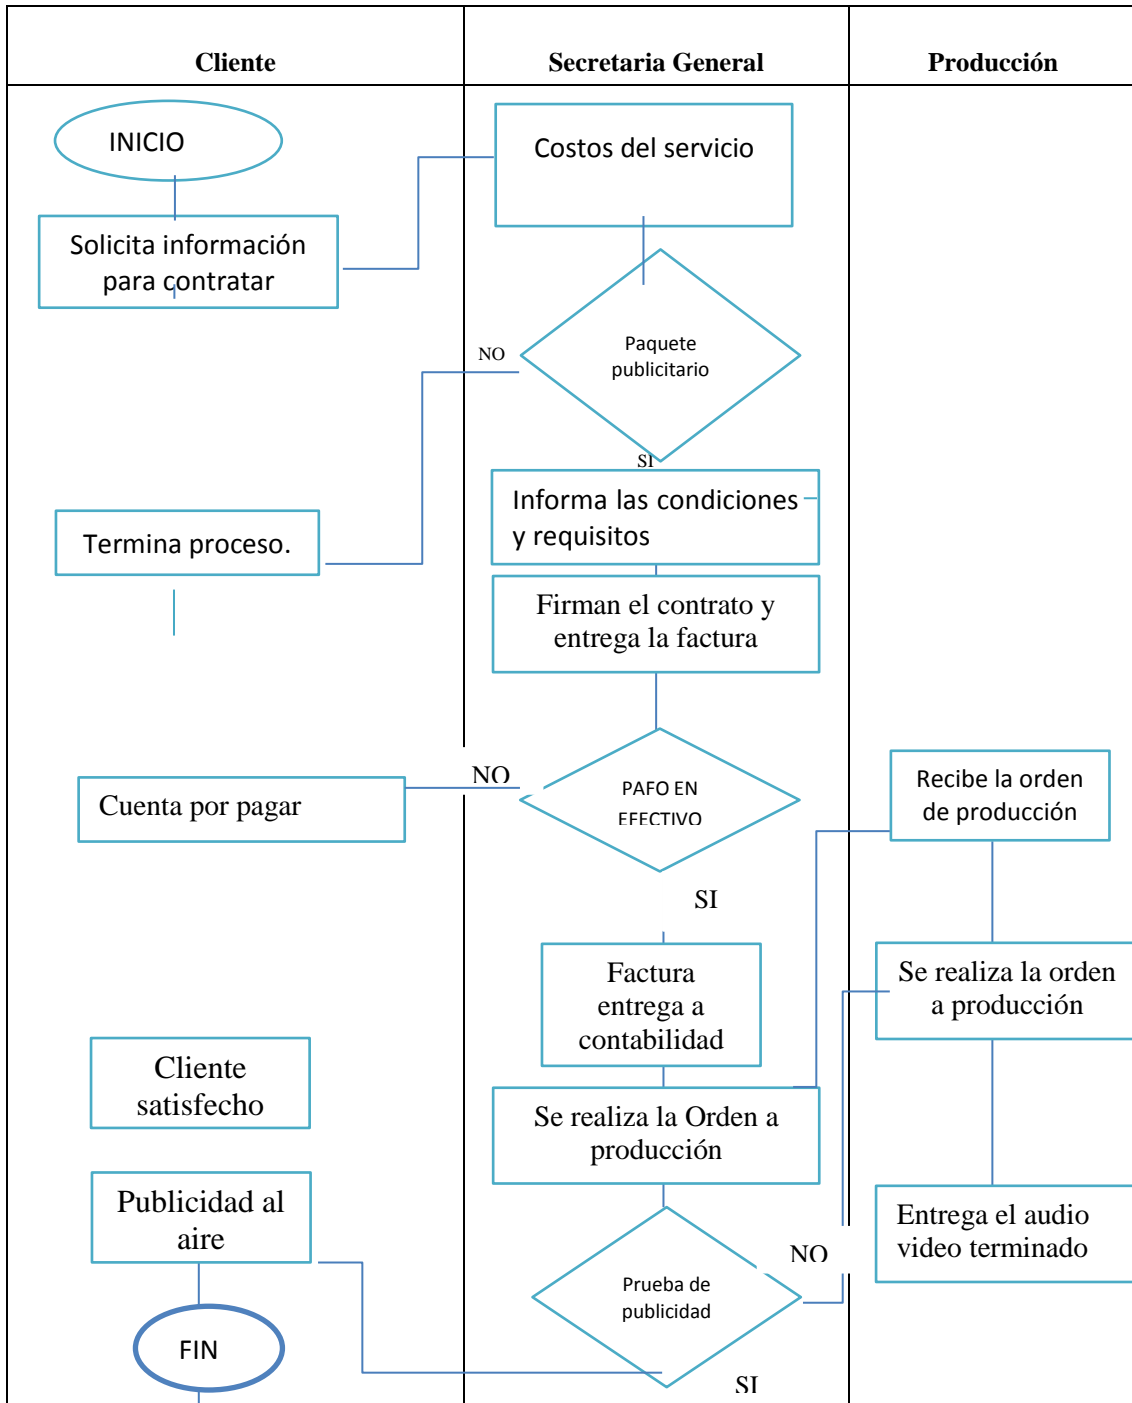 Cliente
Secretaria General
Producción
INICIO
Costos del servicio
Solicita información
para contratar
NO
Paquete
publicitario
SI
Informa las condiciones
y requisitos
Termina proceso.
Firman el contrato y
entrega la factura
NO
PAFO EN
EFECTIVO
Cuenta por pagar
Recibe la orden
de producción
SI
Factura
entrega a
contabilidad
Se realiza la orden
a producción
Cliente
satisfecho
Se realiza la Orden a
producción
Publicidad al
aire
Entrega el audio
video terminado
NO
Prueba de
publicidad
FIN
SI